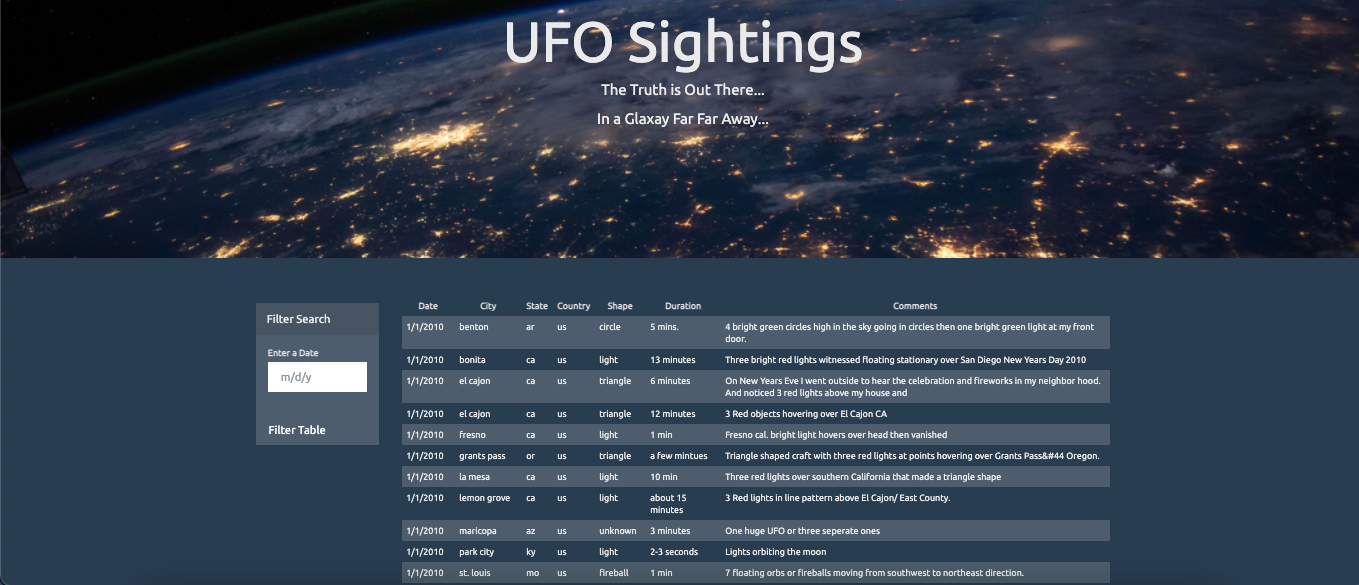 UFO Sightings
The Truth is Out There...
In a Glaxay Far Far Away...
Filter Search
Enter a Date
m/d/y
Filter Table
Date City State Country Shape Duration Comments
1/1/2010 benton ar us circle 5 mins. 4 bright green circles high in the sky going in circles then one bright green light at my front
door.
1/1/2010 bonita ca us light 13 minutes Three bright red lights witnessed floating stationary over San Diego New Years Day 2010
1/1/2010 el cajon ca us triangle 6 minutes On New Years Eve I went outside to hear the celebration and fireworks in my neighbor hood.
And noticed 3 red lights above my house and
1/1/2010 el cajon ca us triangle 12 minutes 3 Red objects hovering over El Cajon CA
1/1/2010 fresno ca us light 1 min Fresno cal. bright light hovers over head then vanished
1/1/2010 grants pass or us triangle a few mintues Triangle shaped craft with three red lights at points hovering over Grants Pass&#44 Oregon.
1/1/2010 la mesa ca us light 10 min Three red lights over southern California that made a triangle shape
1/1/2010 lemon grove ca us light about 15 3 Red lights in line pattern above El Cajon/ East County.
minutes
1/1/2010 maricopa az us unknown 3 minutes One huge UFO or three seperate ones
1/1/2010 park city ky us light 2-3 seconds Lights orbiting the moon
1/1/2010 st. louis mo us fireball 1 min 7 floating orbs or fireballs moving from southwest to northeast direction.